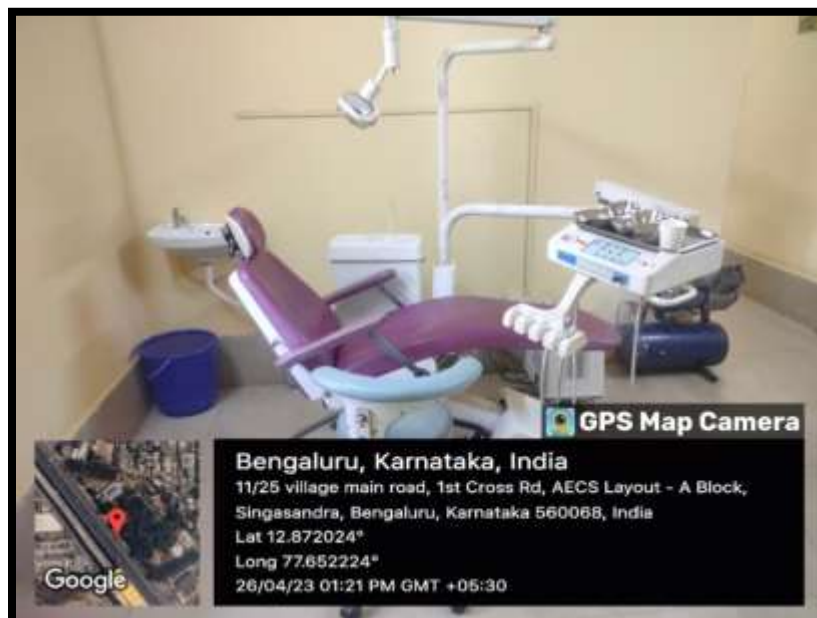 GPS Map Camera
Bengaluru, Karnataka, India
11/25 village main road, 1st Cross Rd, AECS Layout - A Block,
Singasandra, Bengaluru, Karnataka 560068, India
Lat 12.872024°
Long 77.652224°
26/04/23 01:21 PM GMT +05:30
Google